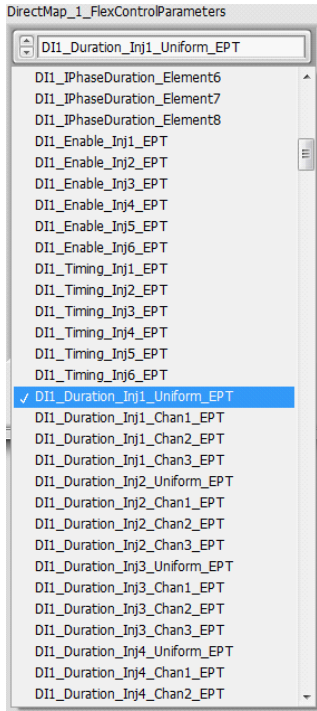 DirectMap_1_FlexControlParameters
DI1_Duration_Inj1_Uniform_EPT
DI1_IPhaseDuration_Element6
DI1_IPhaseDuration_Element7
DI1_IPhaseDuration_Element8
DI1_Enable_Inj1_EPT
DI1_Enable_Inj2_EPT
DI1_Enable_Inj3_EPT
DI1_Enable_Inj4_EPT
DI1_Enable_Inj5_EPT
DI1_Enable_Inj6_EPT
DI1_Timing_Inj1_EPT
DI1_Timing_Inj2_EPT
DI1_Timing_Inj3_EPT
DI1_Timing_Inj4_EPT
DI1_Timing_Inj5_EPT
DI1_Timing_Inj6_EPT
✓ DI1_Duration_Inj1_Uniform_EPT
DI1_Duration_Inj1_Chan1_EPT
DI1_Duration_Inj1_Chan2_EPT
DI1_Duration_Inj1_Chan3_EPT
DI1_Duration_Inj2_Uniform_EPT
DI1_Duration_Inj2_Chan1_EPT
DI1_Duration_Inj2_Chan2_EPT
DI1_Duration_Inj2_Chan3_EPT
DI1_Duration_Inj3_Uniform_EPT
DI1_Duration_Inj3_Chan1_EPT
DI1_Duration_Inj3_Chan2_EPT
DI1_Duration_Inj3_Chan3_EPT
DI1_Duration_Inj4_Uniform_EPT
DI1_Duration_Inj4_Chan1_EPT
DI1_Duration_Inj4_Chan2_EPT